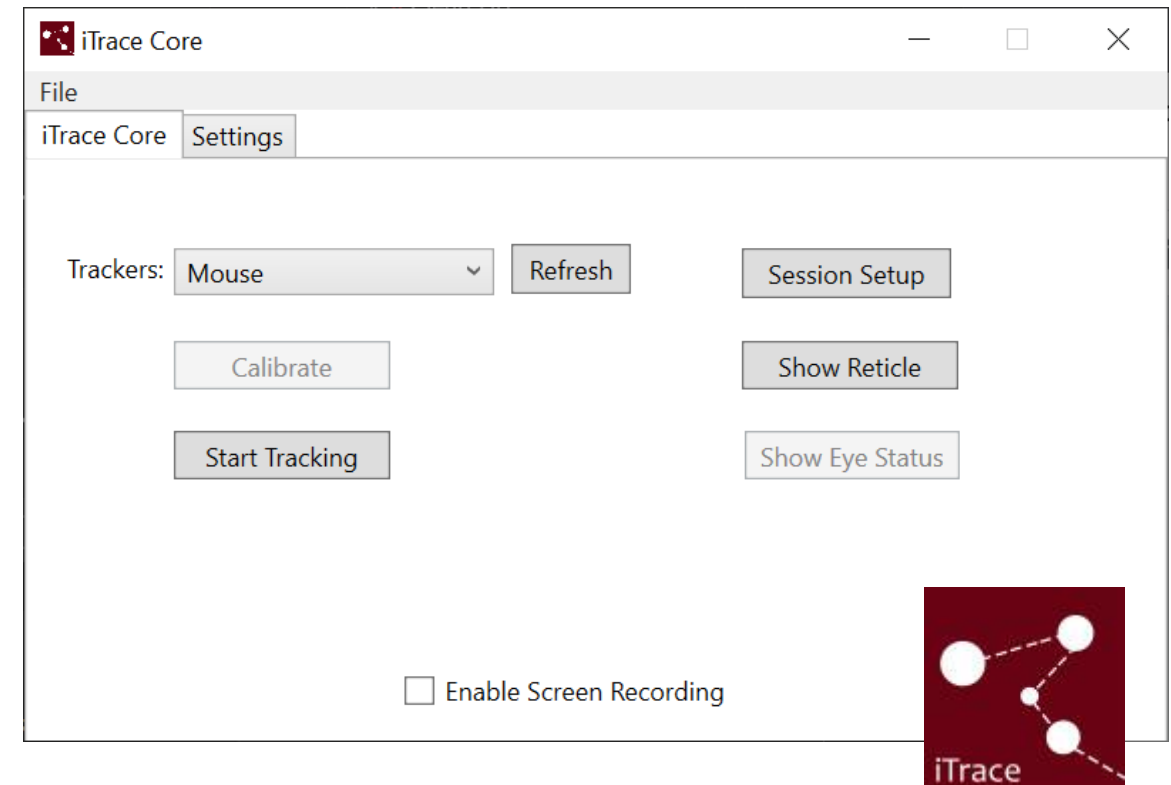 iTrace Core
File
iTrace Core Settings
Trackers: Mouse Refresh Session Setup
Calibrate Show Reticle
Start Tracking Show Eye Status
Enable Screen Recording
iTrace